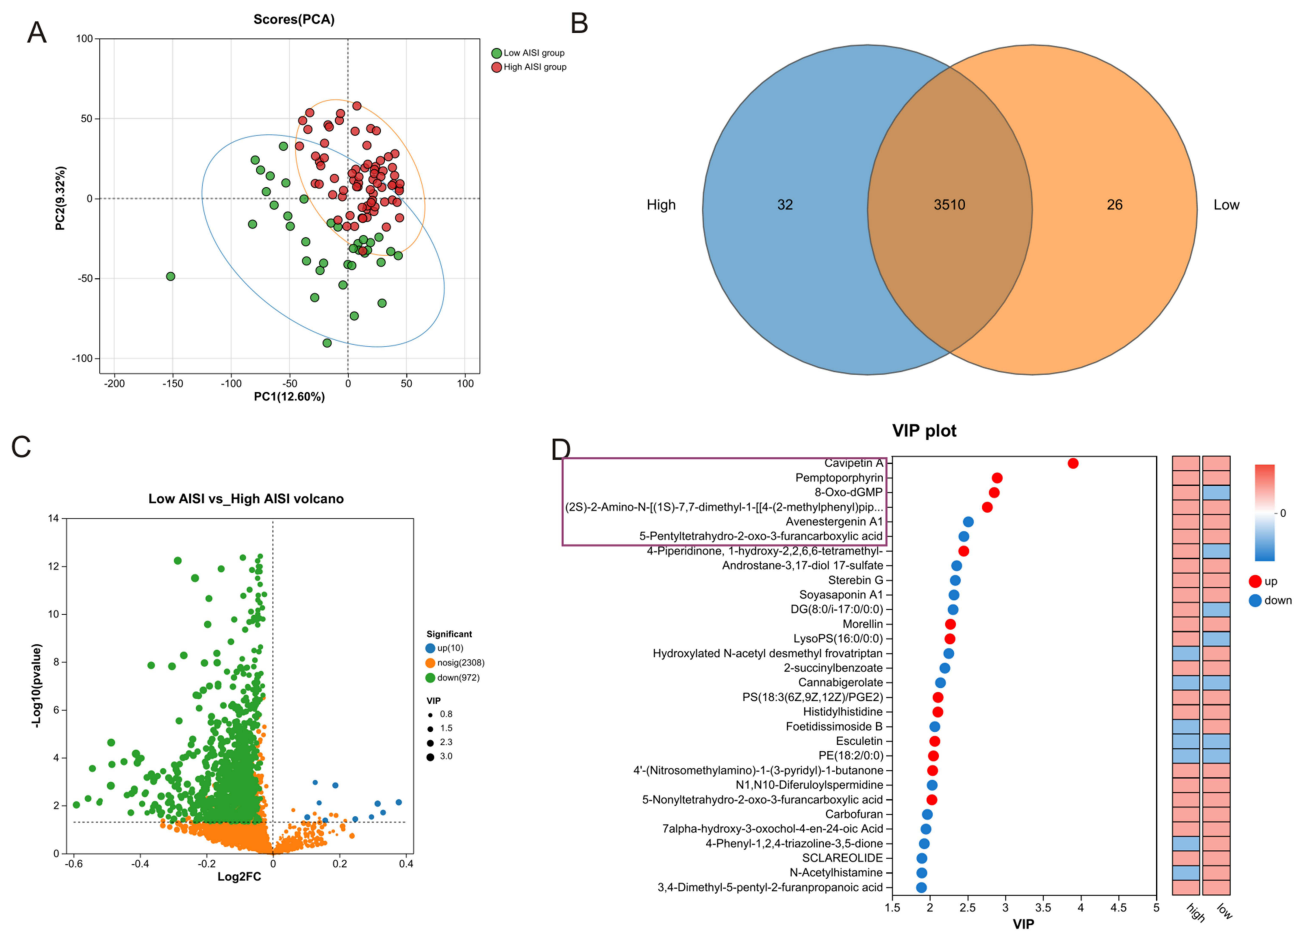 A
Scores(PCA)
100
50
0
-50
-100
PC2(9.32%)
-200
-150
-100
-50
0
50
100
PC1(12.60%)
Low AISI group
High AISI group
B
High
32
3510
26
Low
C
Low AISI vs_High AISI volcano
14
12
10
8
6
4
2
0
-Log10(pvalue)
-0.6
-0.4
-0.2
0
0.2
0.4
Log2FC
Significant
up(10)
nosig(2308)
down(972)
VIP
0.8
1.5
2.3
3.0
D
VIP plot
Cavipetin A
Pemptoporphyrin
8-Oxo-dGMP
(2S)-2-Amino-N-[(1S)-7,7-dimethyl-1-[[4-(2-methylphenyl)pip...
Avenestergenin A1
5-Pentyltetrahydro-2-oxo-3-furancarboxylic acid
4-Piperidinone, 1-hydroxy-2,2,6,6-tetramethyl-
Androstane-3,17-diol 17-sulfate
Sterebin G
Soyasaponin A1
DG(8:0/i-17:0/0:0)
Morellin
LysoPS(16:0/0:0)
Hydroxylated N-acetyl desmethyl frovatriptan
2-succinylbenzoate
Cannabigerolate
PS(18:3(6Z,9Z,12Z)/PGE2)
Histidylhistidine
Foetidissimoside B
Esculetin
PE(18:2/0:0)
4'-(Nitrosomethylamino)-1-(3-pyridyl)-1-butanone
N1,N10-Diferuloylspermidine
5-Nonyltetrahydro-2-oxo-3-furancarboxylic acid
Carbofuran
7alpha-hydroxy-3-oxochol-4-en-24-oic Acid
4-Phenyl-1,2,4-triazoline-3,5-dione
SCLAREOLIDE
N-Acetylhistamine
3,4-Dimethyl-5-pentyl-2-furanpropanoic acid
1.5
2
2.5
3
3.5
4
4.5
5
VIP
high
low
0
up
down